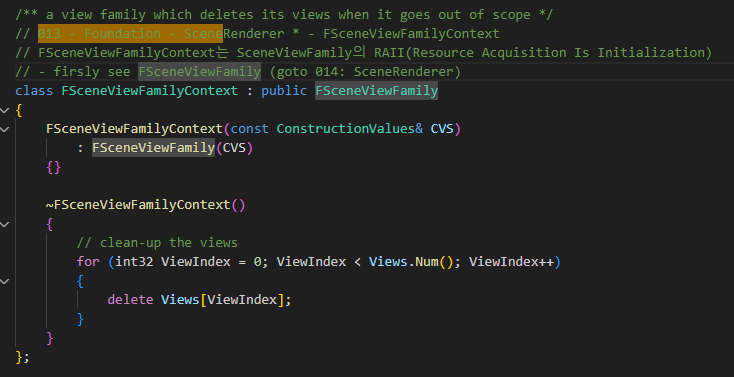 /** a view family which deletes its views when it goes out of scope */
// 013 - Foundation - SceneRenderer * - FSceneViewFamilyContext
// FSceneViewFamilyContext는 SceneViewFamily의 RAII(Resource Acquisition Is Initialization)
// - firsly see FSceneViewFamily (goto 014: SceneRenderer)
class FSceneViewFamilyContext : public FSceneViewFamily
{
    FSceneViewFamilyContext(const ConstructionValues& CVS)
        : FSceneViewFamily(CVS)
    {}
    ~FSceneViewFamilyContext()
    {
        // clean-up the views
        for (int32 ViewIndex = 0; ViewIndex < Views.Num(); ViewIndex++)
        {
            delete Views[ViewIndex];
        }
    }
};